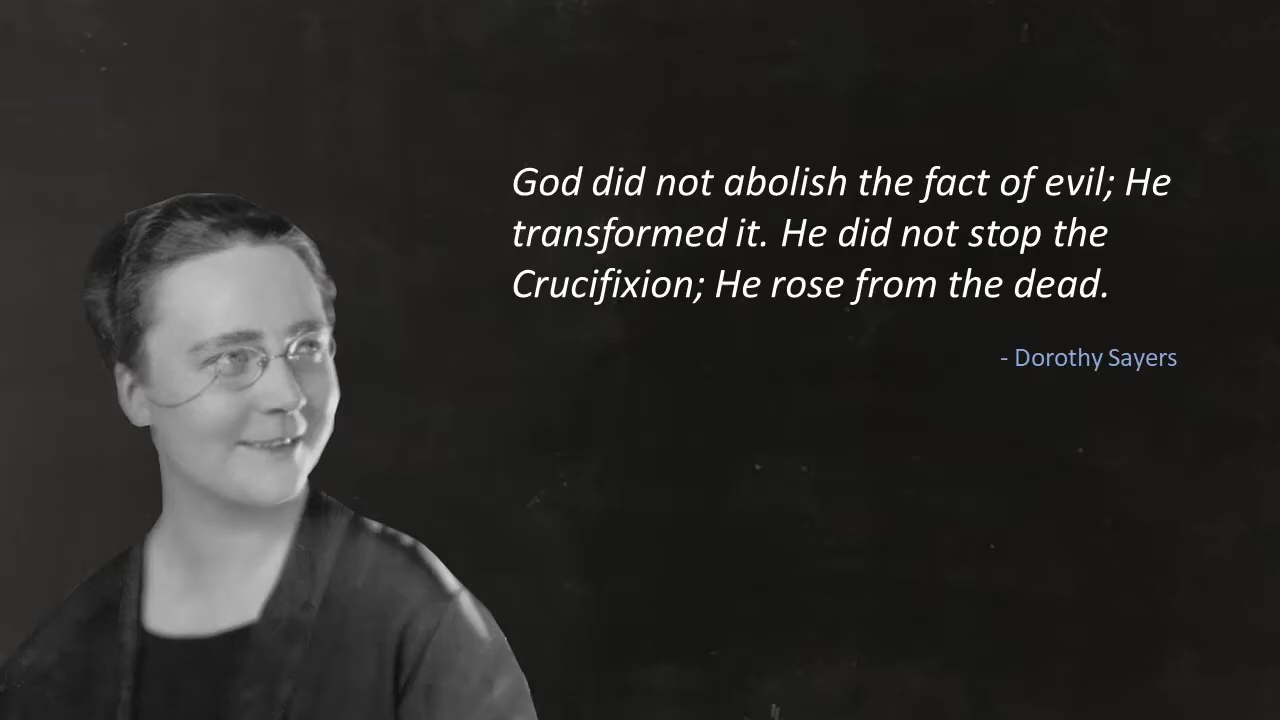 God did not abolish the fact of evil; He
transformed it. He did not stop the
Crucifixion; He rose from the dead.
- Dorothy Sayers